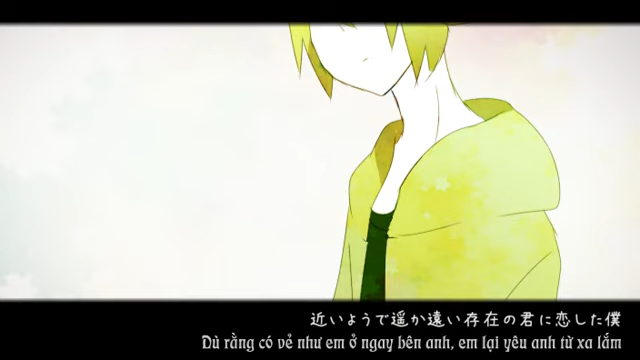 近いようで遥か遠い存在の君に恋した僕
Dù rằng có vẻ như em ở ngay bên anh, em lại yêu anh từ xa lắm